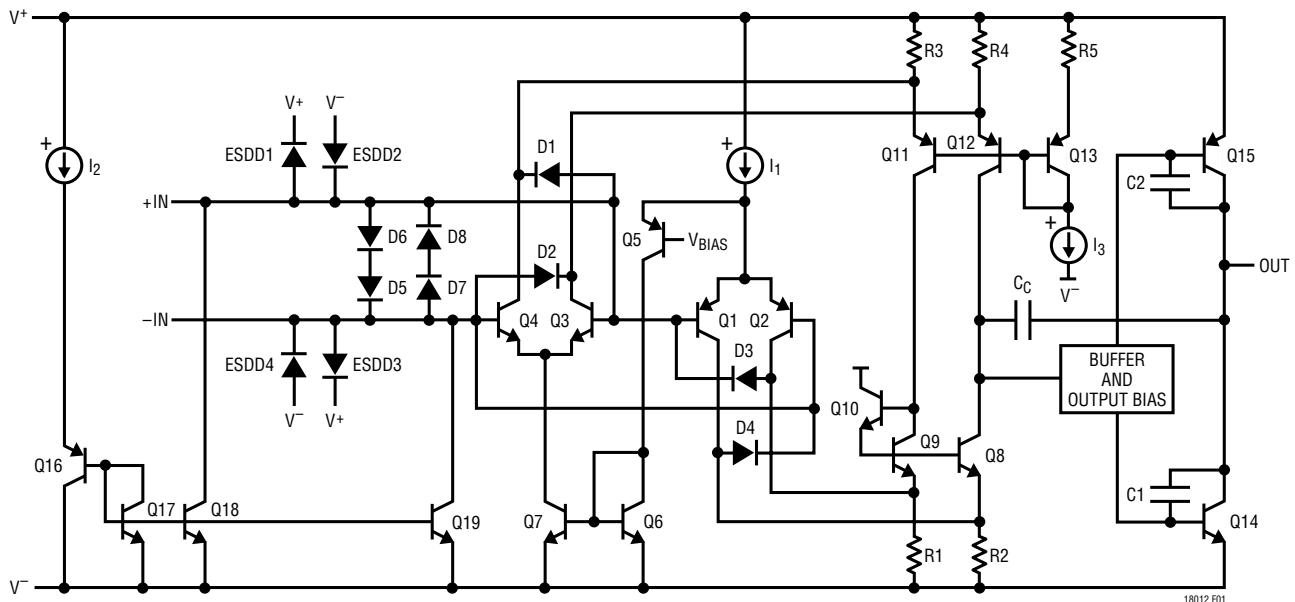 V+
R3
R4
R5
V+
V−
ESDD1
ESDD2
D1
+
I2
+
I1
Q11
Q12
Q13
Q15
C2
+IN
D6
D8
Q5
VBIAS
+
I3
V−
OUT
D2
D5
D7
CC
−IN
Q4
Q3
Q1
Q2
ESDD4
ESDD3
D3
BUFFER
AND
OUTPUT BIAS
V−
V+
Q10
D4
Q9
Q8
Q16
C1
Q17
Q18
Q19
Q7
Q6
Q14
R1
R2
V−
18012 F01